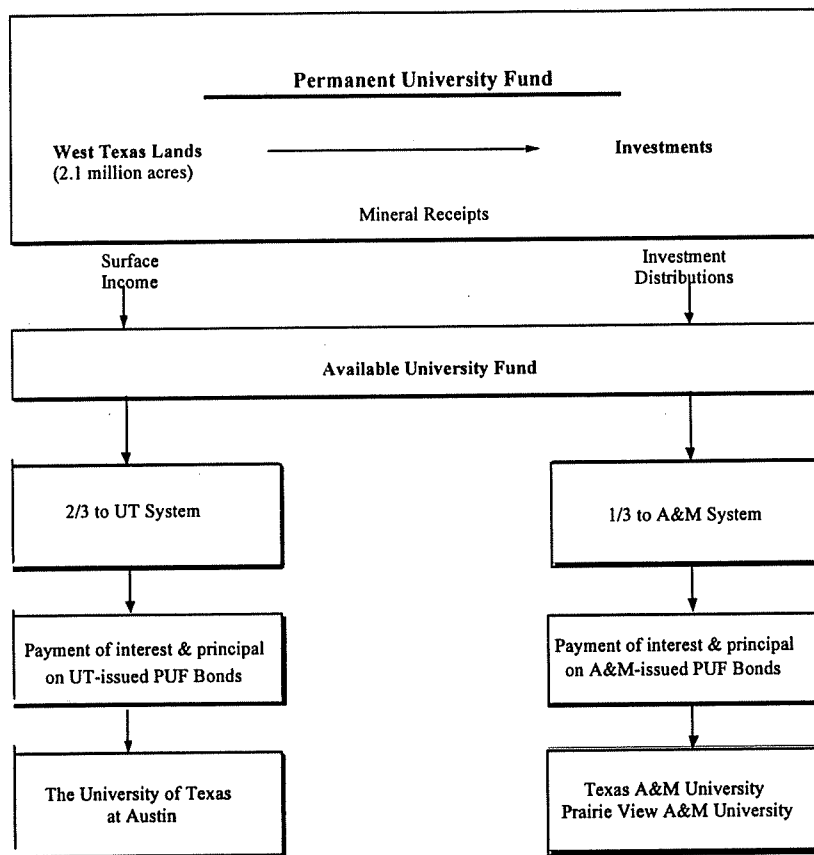 Permanent University Fund
West Texas Lands
(2.1 million acres)
Investments
Mineral Receipts
Surface
Income
Investment
Distributions
Available University Fund
2/3 to UT System
1/3 to A&M System
Payment of interest & principal
on UT-issued PUF Bonds
Payment of interest & principal
on A&M-issued PUF Bonds
The University of Texas
at Austin
Texas A&M University
Prairie View A&M University